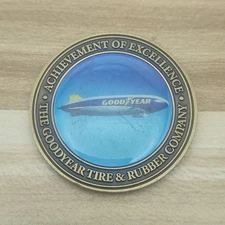 ACHIEVEMENT OF EXCELLENCE
GOODYEAR
• THE GOODYEAR TIRE & RUBBER COMPANY •